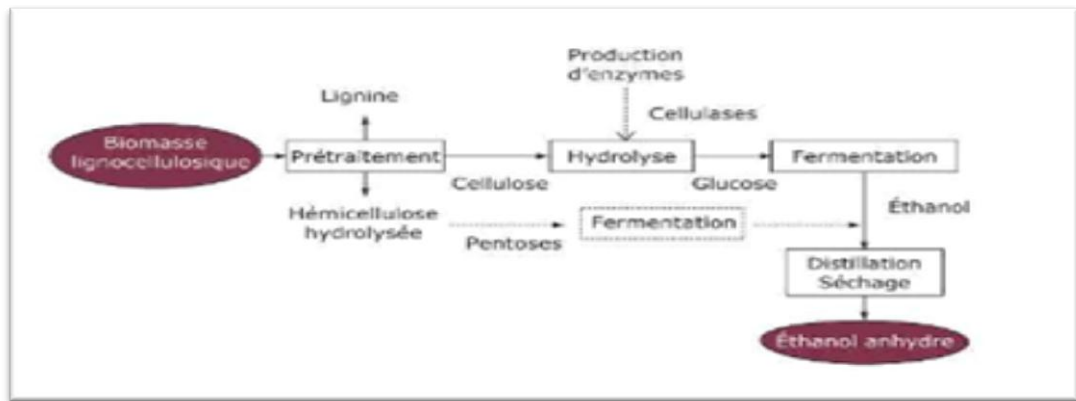 Production
d'enzymes
Lignine
Cellulases
Biomasse
lignocellulosique
Prétraitement
Hydrolyse
Fermentation
Cellulose
Glucose
Hémicellulose
hydrolysée
Pentoses
Fermentation
Éthanol
Distillation
Séchage
Éthanol anhydre